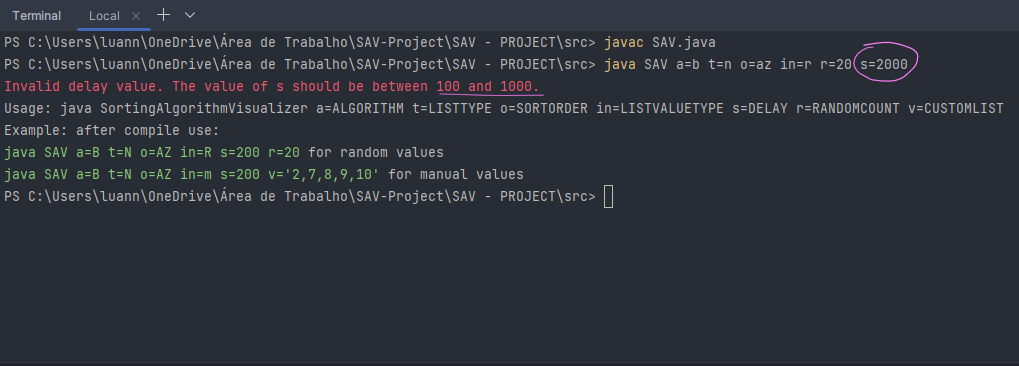 Terminal Local
PS C:\Users\luann\OneDrive\Área de Trabalho\SAV-Project\SAV - PROJECT\src> javac SAV.java
PS C:\Users\luann\OneDrive\Área de Trabalho\SAV-Project\SAV - PROJECT\src> java SAV a=b t=n o=az in=r r=20 s=2000
Invalid delay value. The value of s should be between 100 and 1000.
Usage: java SortingAlgorithmVisualizer a=ALGORITHM t=LISTTYPE o=SORTORDER in=LISTVALUETYPE s=DELAY r=RANDOMCOUNT v=CUSTOMLIST
Example: after compile use:
java SAV a=B t=N o=AZ in=R s=200 r=20 for random values
java SAV a=B t=N o=AZ in=m s=200 v='2,7,8,9,10' for manual values
PS C:\Users\luann\OneDrive\Área de Trabalho\SAV-Project\SAV - PROJECT\src>